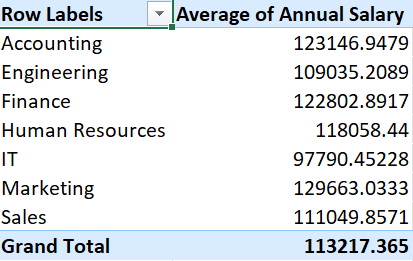 Row Labels Average of Annual Salary
Accounting 123146.9479
Engineering 109035.2089
Finance 122802.8917
Human Resources 118058.44
IT 97790.45228
Marketing 129663.0333
Sales 111049.8571
Grand Total 113217.365